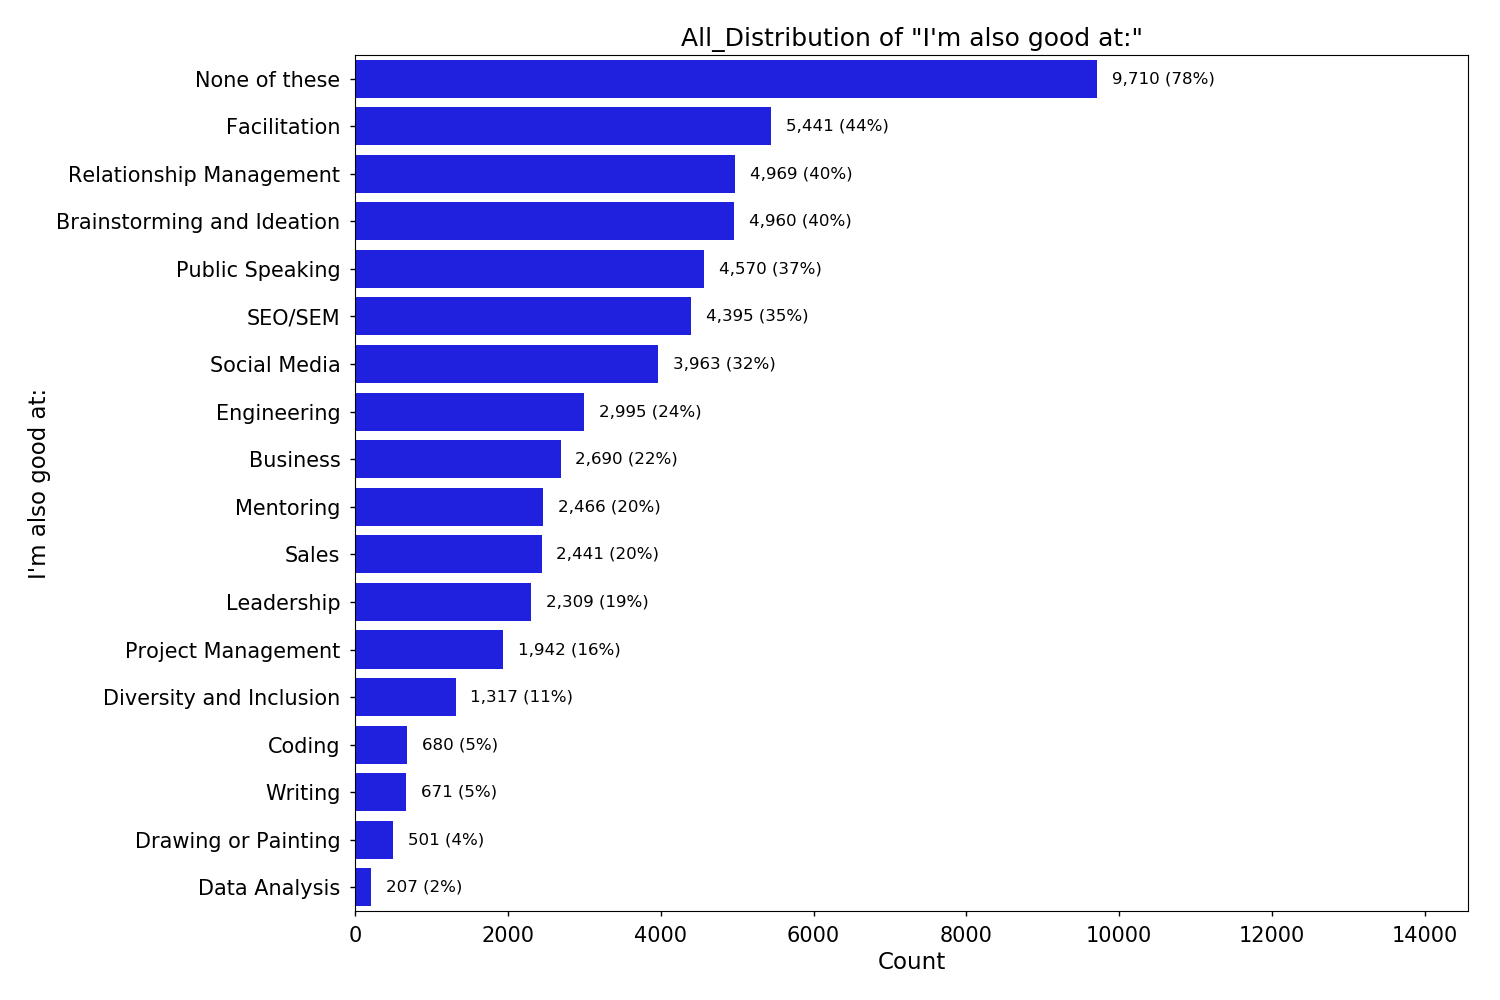 All_Distribution of "I'm also good at:"
None of these 9,710 (78%)
Facilitation 5,441 (44%)
Relationship Management 4,969 (40%)
Brainstorming and Ideation 4,960 (40%)
Public Speaking 4,570 (37%)
SEO/SEM 4,395 (35%)
Social Media 3,963 (32%)
Engineering 2,995 (24%)
Business 2,690 (22%)
Mentoring 2,466 (20%)
Sales 2,441 (20%)
Leadership 2,309 (19%)
Project Management 1,942 (16%)
Diversity and Inclusion 1,317 (11%)
Coding 680 (5%)
Writing 671 (5%)
Drawing or Painting 501 (4%)
Data Analysis 207 (2%)
I'm also good at:
0 2000 4000 6000 8000 10000 12000 14000
Count